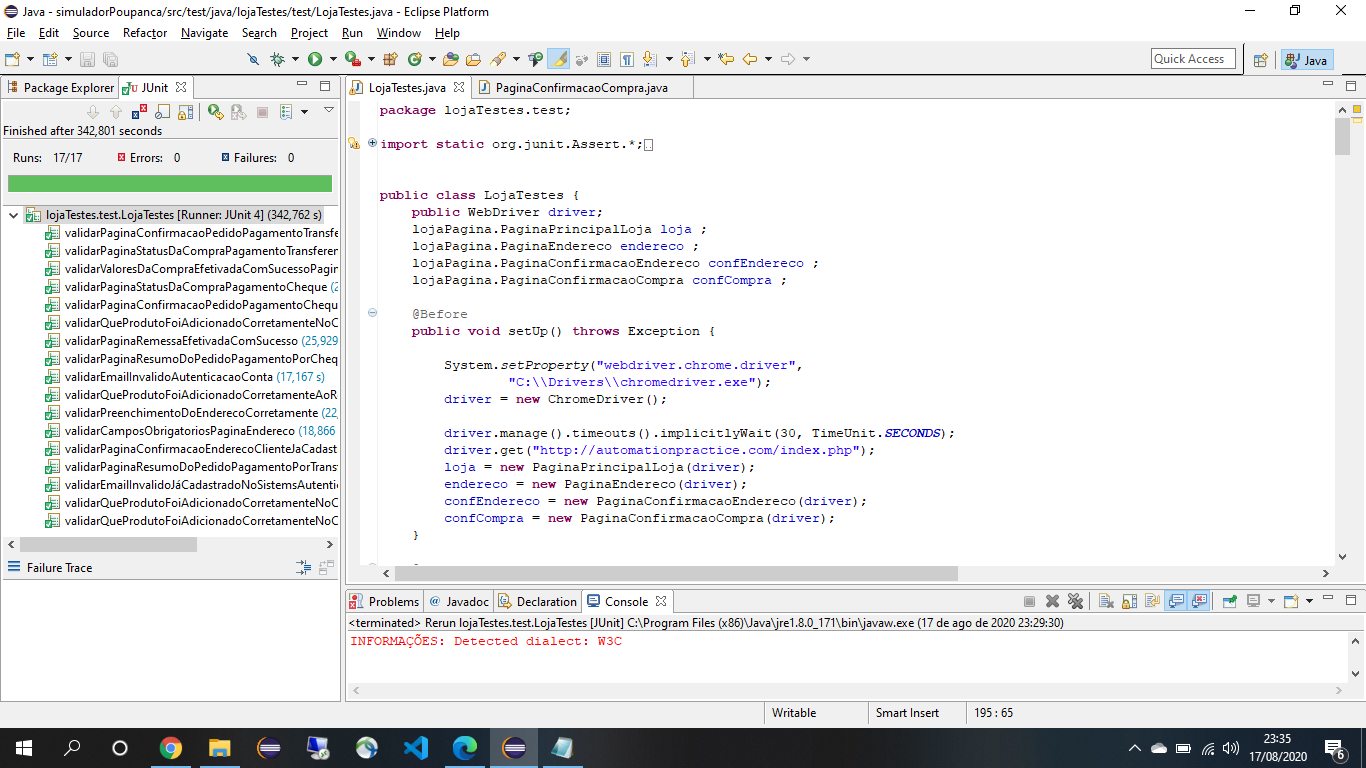 Java - simuladorPoupanca/src/test/java/lojaTestes/test/LojaTestes.java - Eclipse Platform
File Edit Source Refactor Navigate Search Project Run Window Help
Quick Access Java
Package Explorer JUnit
Finished after 342,801 seconds
Runs: 17/17 Errors: 0 Failures: 0
lojaTestes.test.LojaTestes [Runner: JUnit 4] (342,762 s)
validarPaginaConfirmacaoPedidoPagamentoTransfe
validarPaginaStatusDaCompraPagamentoTransferen
validarValoresDaCompraEfetivadaComSucessoPagin
validarPaginaStatusDaCompraPagamentoCheque (2
validarPaginaConfirmacaoPedidoPagamentoChequ
validarQueProdutoFoiAdicionadoCorretamenteNoC
validarPaginaRemessaEfetivadaComSucesso (25,929
validarPaginaResumoDoPedidoPagamentoPorCheq
validarEmailInvalidoAutenticacaoConta (17,167 s)
validarQueProdutoFoiAdicionadoCorretamenteAoR
validarPreenchimentoDoEnderecoCorretamente (22,
validarCamposObrigatoriosPaginaEndereco (18,866
validarPaginaConfirmacaoEnderecoClienteJaCadast
validarPaginaResumoDoPedidoPagamentoPorTrans
validarEmailInvalidoJáCadastradoNoSistemsAutenti
validarQueProdutoFoiAdicionadoCorretamenteNoC
validarQueProdutoFoiAdicionadoCorretamenteNoC
Failure Trace
LojaTestes.java PaginaConfirmacaoCompra.java
package lojaTestes.test;
import static org.junit.Assert.*;
public class LojaTestes {
public WebDriver driver;
lojaPagina.PaginaPrincipalLoja loja ;
lojaPagina.PaginaEndereco endereco ;
lojaPagina.PaginaConfirmacaoEndereco confEndereco ;
lojaPagina.PaginaConfirmacaoCompra confCompra ;
@Before
public void setUp() throws Exception {
System.setProperty("webdriver.chrome.driver",
"C:\\Drivers\\chromedriver.exe");
driver = new ChromeDriver();
driver.manage().timeouts().implicitlyWait(30, TimeUnit.SECONDS);
driver.get("http://automationpractice.com/index.php");
loja = new PaginaPrincipalLoja(driver);
endereco = new PaginaEndereco(driver);
confEndereco = new PaginaConfirmacaoEndereco(driver);
confCompra = new PaginaConfirmacaoCompra(driver);
}
Problems Javadoc Declaration Console
<terminated> Rerun lojaTestes.test.LojaTestes [JUnit] C:\Program Files (x86)\Java\jre1.8.0_171\bin\javaw.exe (17 de ago de 2020 23:29:30)
INFORMAÇÕES: Detected dialect: W3C
Writable Smart Insert 195 : 65
23:35
17/08/2020
6